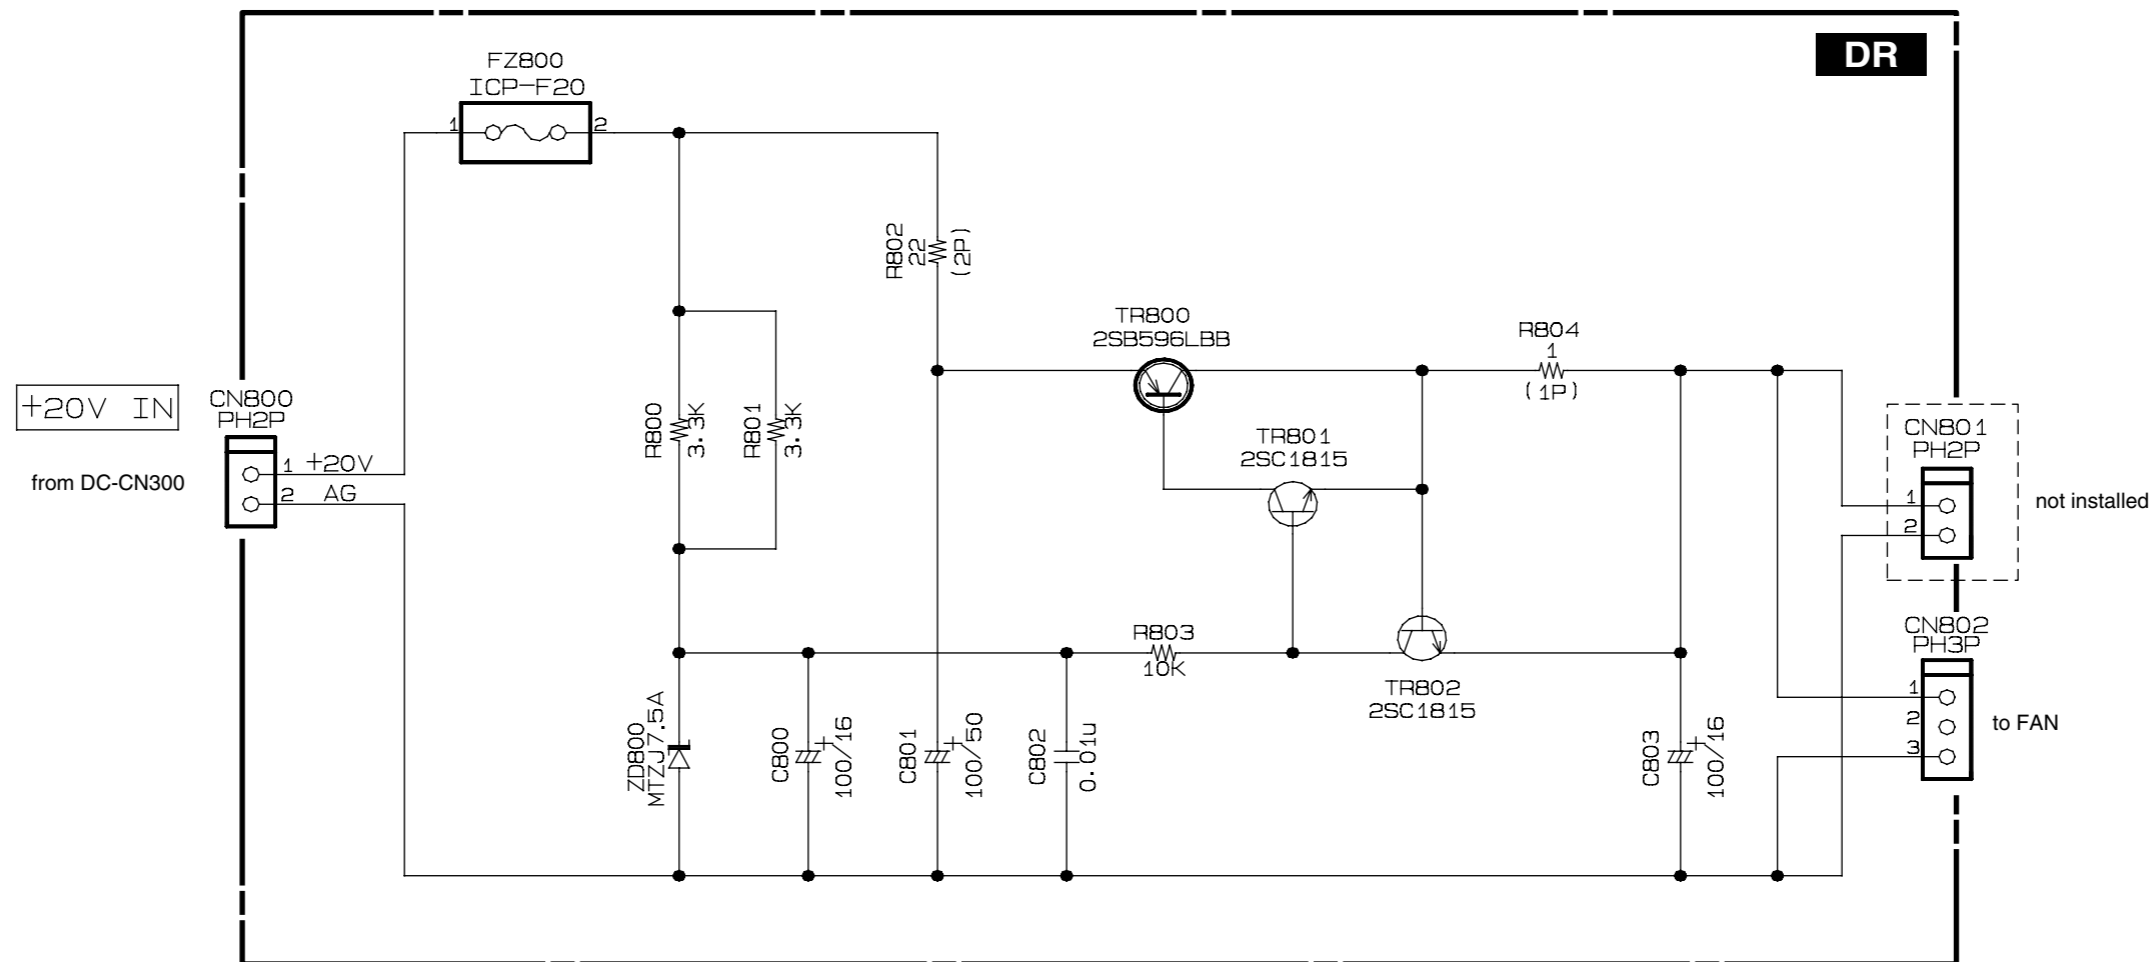 DR
FZ800
ICP-F20
1
2
R802
22
(2P)
TR800
2SB596LBB
R804
1
(1P)
+20V IN
CN800
PH2P
from DC-CN300
1 +20V
2 AG
R800
3.3K
R801
3.3K
TR801
2SC1815
CN801
PH2P
1
2
not installed
R803
10K
TR802
2SC1815
CN802
PH3P
1
2
3
to FAN
ZD800
MTZJ7.5A
C800
+
100/16
C801
+
100/50
C802
0.01u
C803
+
100/16